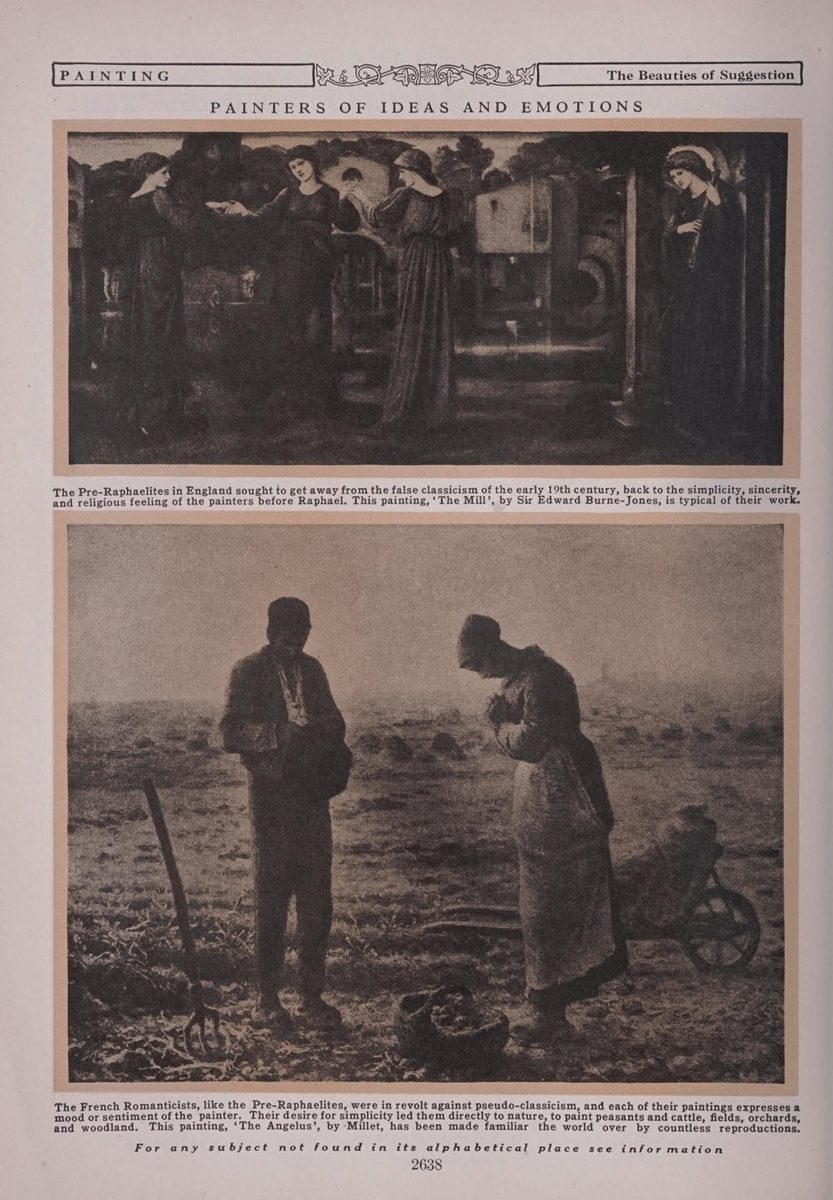 PAINTING
The Beauties of Suggestion
PAINTERS OF IDEAS AND EMOTIONS
The Pre-Raphaelites in England sought to get away from the false classicism of the early 19th century, back to the simplicity, sincerity,
and religious feeling of the painters before Raphael. This painting, 'The Mill', by Sir Edward Burne-Jones, is typical of their work.
The French Romanticists, like the Pre-Raphaelites, were in revolt against pseudo-classicism, and each of their paintings expresses a
mood or sentiment of the painter. Their desire for simplicity led them directly to nature, to paint peasants and cattle, fields, orchards,
and woodland. This painting, 'The Angelus', by Millet, has been made familiar the world over by countless reproductions.
For any subject not found in its alphabetical place see information
2638